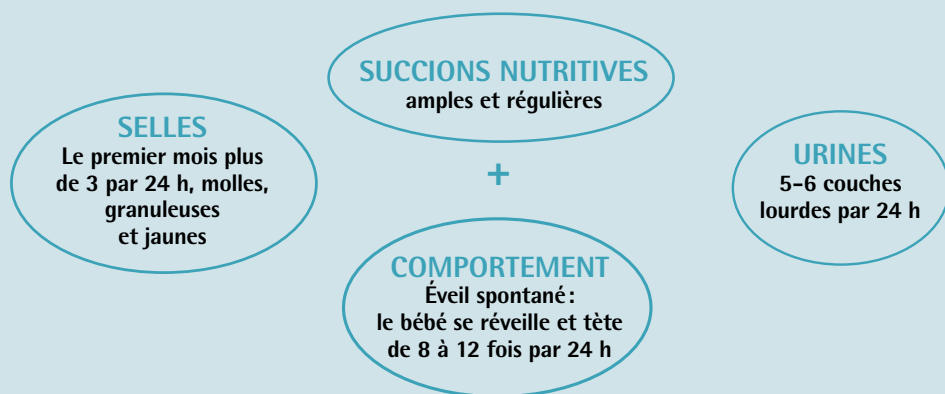 SUCCIONS NUTRITIVES
amples et régulières
SELLES
Le premier mois plus
de 3 par 24 h, molles,
granuleuses
et jaunes
+
URINES
5-6 couches
lourdes par 24 h
COMPORTEMENT
Éveil spontané :
le bébé se réveille et tète
de 8 à 12 fois par 24 h